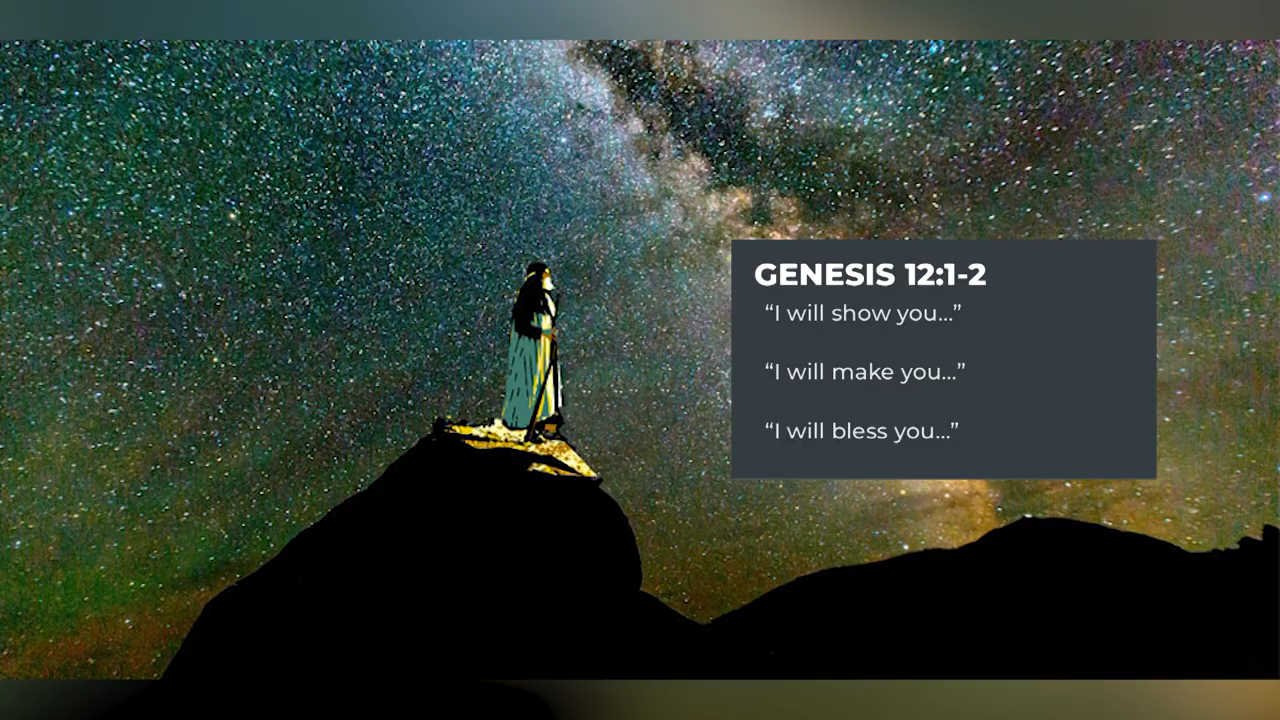 GENESIS 12:1-2
“I will show you...”
“I will make you...”
“I will bless you...”